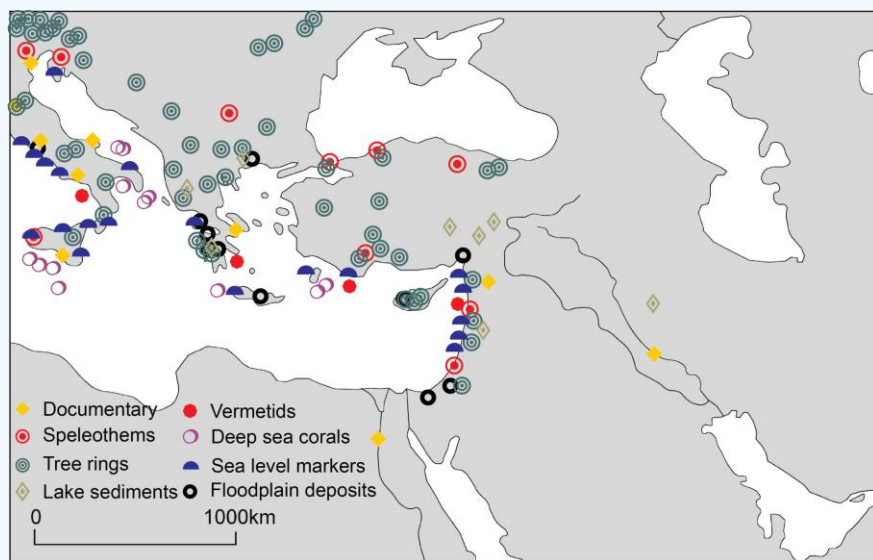 Documentary
Speleothems
Tree rings
Lake sediments
Vermetids
Deep sea corals
Sea level markers
Floodplain deposits
0 1000km